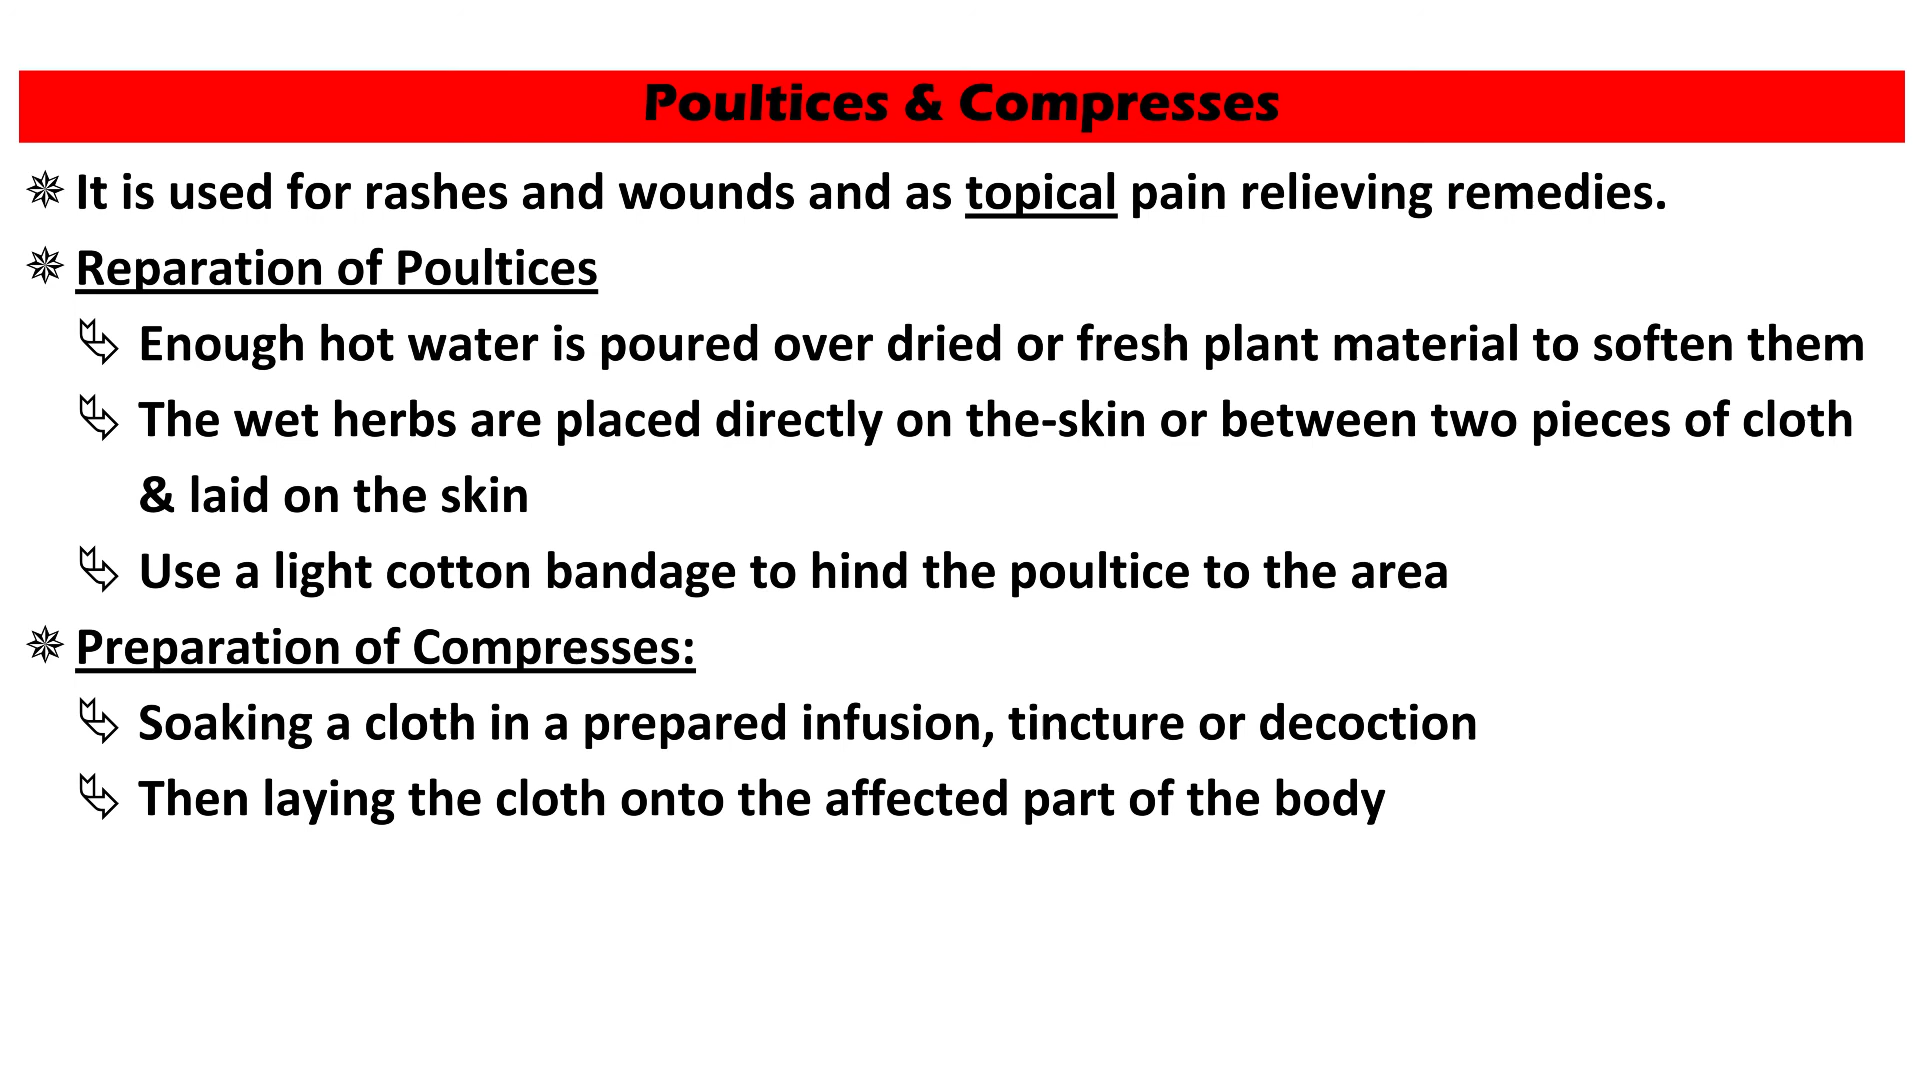 Poultices & Compresses
It is used for rashes and wounds and as topical pain relieving remedies.
Reparation of Poultices
Enough hot water is poured over dried or fresh plant material to soften them
The wet herbs are placed directly on the-skin or between two pieces of cloth
& laid on the skin
Use a light cotton bandage to hind the poultice to the area
Preparation of Compresses:
Soaking a cloth in a prepared infusion, tincture or decoction
Then laying the cloth onto the affected part of the body